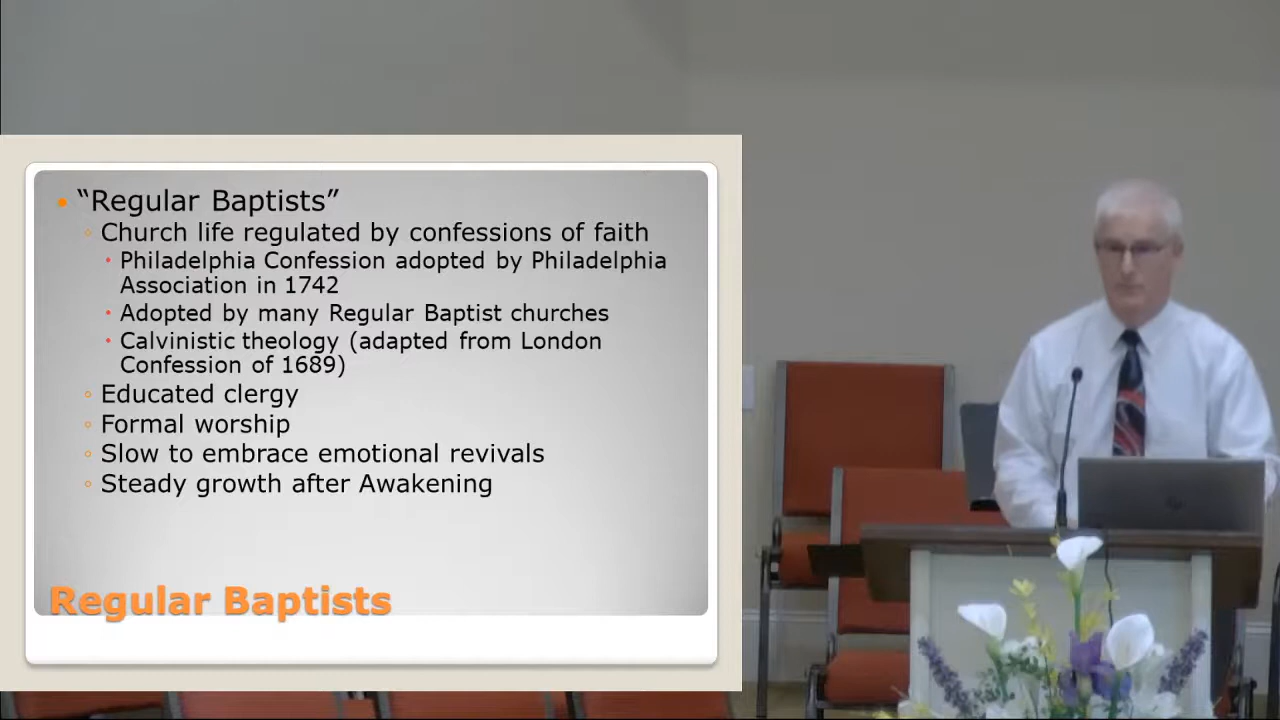 “Regular Baptists”
Church life regulated by confessions of faith
Philadelphia Confession adopted by Philadelphia
Association in 1742
Adopted by many Regular Baptist churches
Calvinistic theology (adapted from London
Confession of 1689)
Educated clergy
Formal worship
Slow to embrace emotional revivals
Steady growth after Awakening
Regular Baptists